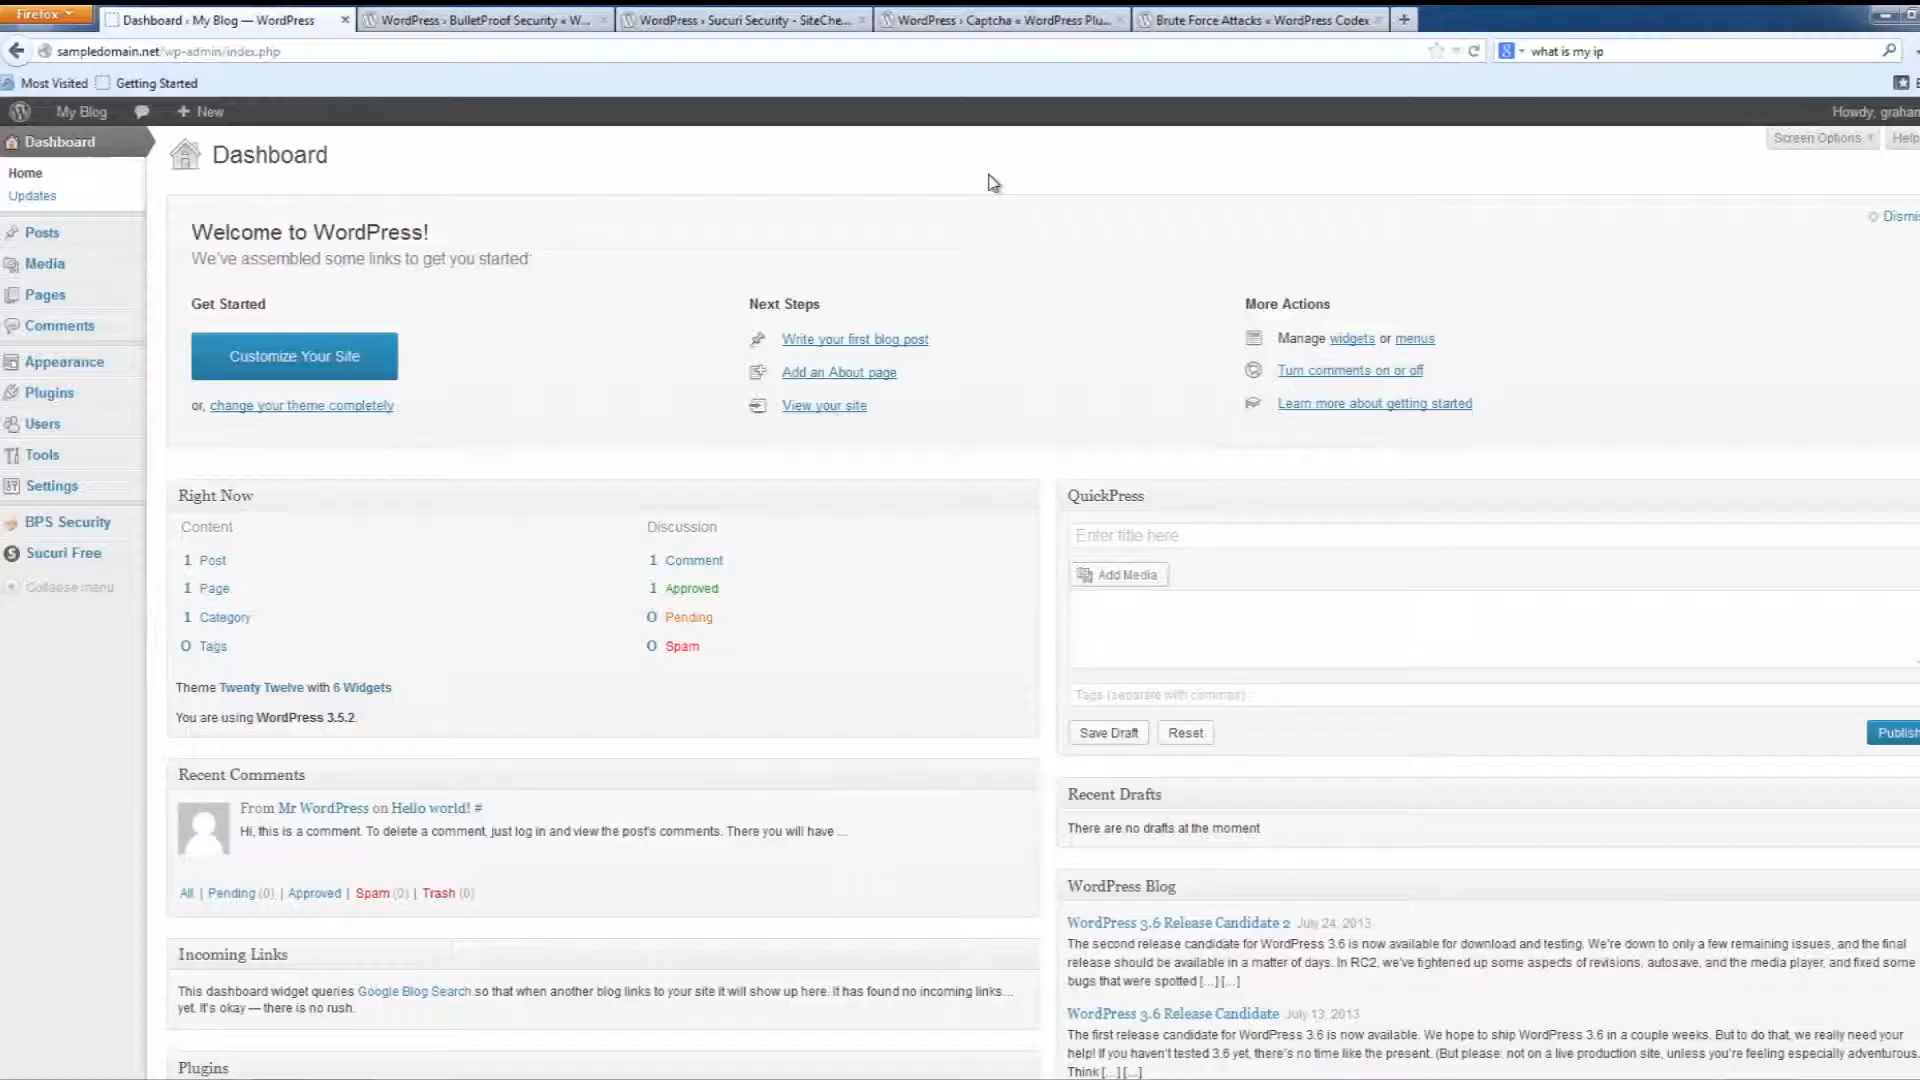 Firefox
Dashboard ‹ My Blog — WordPress
WordPress › BulletProof Security « W...
WordPress › Sucuri Security - SiteChe...
WordPress › Captcha « WordPress Plu...
Brute Force Attacks « WordPress Codex
sampledomain.net/wp-admin/index.php
what is my ip
Most Visited
Getting Started
My Blog
+ New
Howdy, graham
Dashboard
Home
Updates
Posts
Media
Pages
Comments
Appearance
Plugins
Users
Tools
Settings
BPS Security
Sucuri Free
Collapse menu
Dashboard
Screen Options
Help
Welcome to WordPress!
We've assembled some links to get you started
Dismis
Get Started
Customize Your Site
or, change your theme completely
Next Steps
Write your first blog post
Add an About page
View your site
More Actions
Manage widgets or menus
Turn comments on or off
Learn more about getting started
Right Now
Content
1 Post
1 Page
1 Category
0 Tags
Discussion
1 Comment
1 Approved
0 Pending
0 Spam
Theme Twenty Twelve with 6 Widgets
You are using WordPress 3.5.2.
QuickPress
Enter title here
Add Media
Tags (separate with commas)
Save Draft
Reset
Publish
Recent Comments
From Mr WordPress on Hello world! #
Hi, this is a comment. To delete a comment, just log in and view the post's comments. There you will have ...
All | Pending (0) | Approved | Spam (0) | Trash (0)
Recent Drafts
There are no drafts at the moment
Incoming Links
This dashboard widget queries Google Blog Search so that when another blog links to your site it will show up here. It has found no incoming links...
yet. It's okay — there is no rush.
Plugins
WordPress Blog
WordPress 3.6 Release Candidate 2 July 24, 2013
The second release candidate for WordPress 3.6 is now available for download and testing. We're down to only a few remaining issues, and the final
release should be available in a matter of days. In RC2, we've tightened up some aspects of revisions, autosave, and the media player, and fixed some
bugs that were spotted [...] [...]
WordPress 3.6 Release Candidate July 13, 2013
The first release candidate for WordPress 3.6 is now available. We hope to ship WordPress 3.6 in a couple weeks. But to do that, we really need your
help! If you haven't tested 3.6 yet, there's no time like the present. (But please: not on a live production site, unless you're feeling especially adventurous.
Think [...] [...]